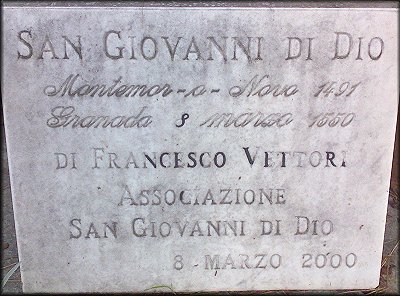 SAN GIOVANNI DI DIO
Montemor-o-Novo 1491
Granada 8 marzo 1550
DI FRANCESCO VETTORI
ASSOCIAZIONE
SAN GIOVANNI DI DIO
8 MARZO 2000